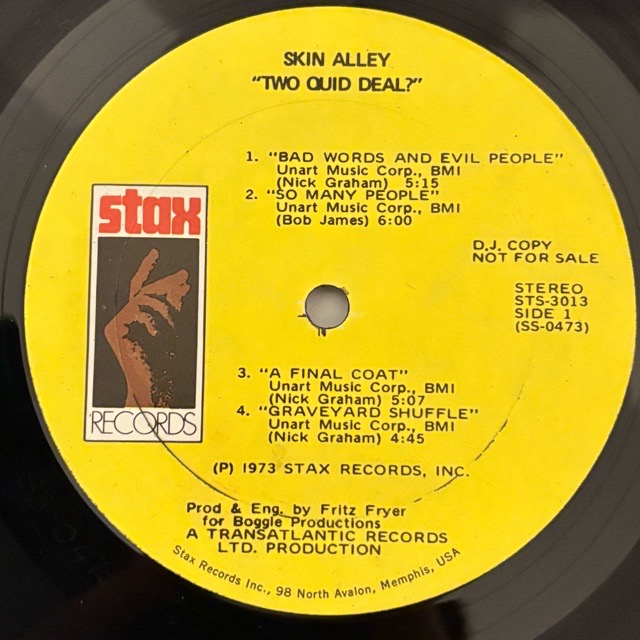 SKIN ALLEY
"TWO QUID DEAL?"
1. "BAD WORDS AND EVIL PEOPLE"
Unart Music Corp., BMI
(Nick Graham) 5:15
2. "SO MANY PEOPLE"
Unart Music Corp., BMI
(Bob James) 6:00
stax
RECORDS
D.J. COPY
NOT FOR SALE
STEREO
STS-3013
SIDE 1
(SS-0473)
3. "A FINAL COAT"
Unart Music Corp., BMI
(Nick Graham) 5:07
4. "GRAVEYARD SHUFFLE"
Unart Music Corp., BMI
(Nick Graham) 4:45
(P) 1973 STAX RECORDS, INC.
Prod & Eng. by Fritz Fryer
for Boggle Productions
A TRANSATLANTIC RECORDS
LTD. PRODUCTION
Stax Records Inc., 98 North Avalon, Memphis, USA